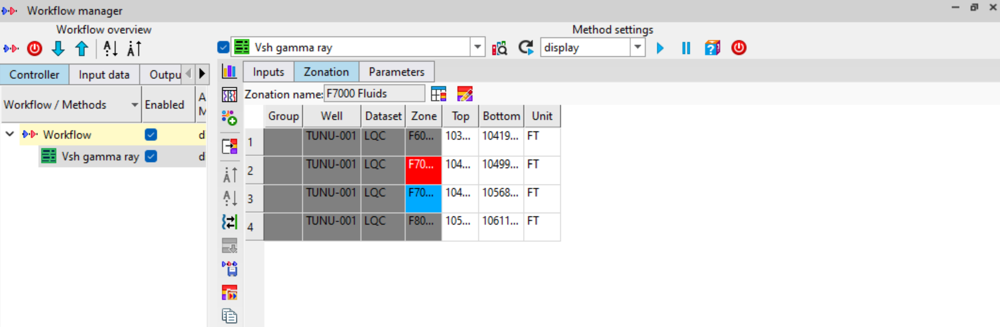 Workflow manager
Workflow overview
Method settings
Vsh gamma ray
display
Controller Input data Outpu
Inputs Zonation Parameters
Zonation name: F7000 Fluids
Workflow / Methods Enabled A
M
Workflow d
Vsh gamma ray d
Group Well Dataset Zone Top Bottom Unit
1 TUNU-001 LQC F60... 103... 10419... FT
2 TUNU-001 LQC F70... 104... 10499... FT
3 TUNU-001 LQC F70... 104... 10568... FT
4 TUNU-001 LQC F80... 105... 10611... FT